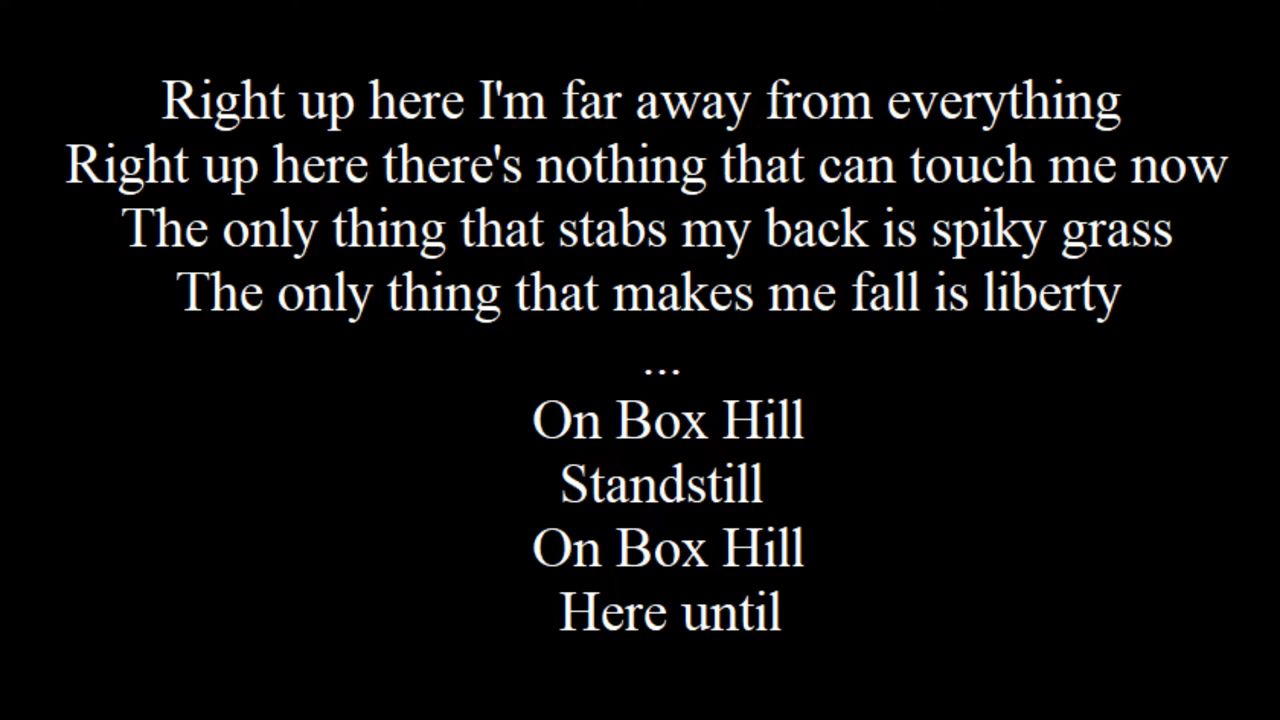 Right up here I'm far away from everything
Right up here there's nothing that can touch me now
The only thing that stabs my back is spiky grass
The only thing that makes me fall is liberty
...
On Box Hill
Standstill
On Box Hill
Here until